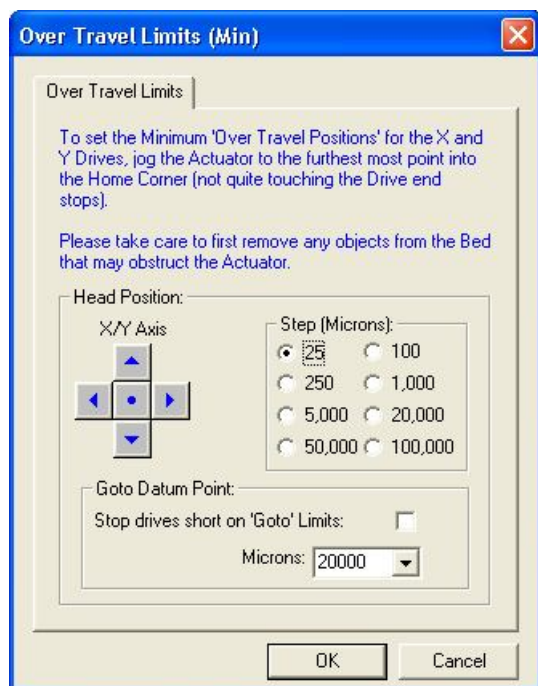 Over Travel Limits (Min)
Over Travel Limits
To set the Minimum 'Over Travel Positions' for the X and
Y Drives, jog the Actuator to the furthest most point into
the Home Corner (not quite touching the Drive end
stops).
Please take care to first remove any objects from the Bed
that may obstruct the Actuator.
Head Position:
X/Y Axis
Step (Microns):
25 100
250 1,000
5,000 20,000
50,000 100,000
Goto Datum Point:
Stop drives short on 'Goto' Limits:
Microns: 20000
OK Cancel